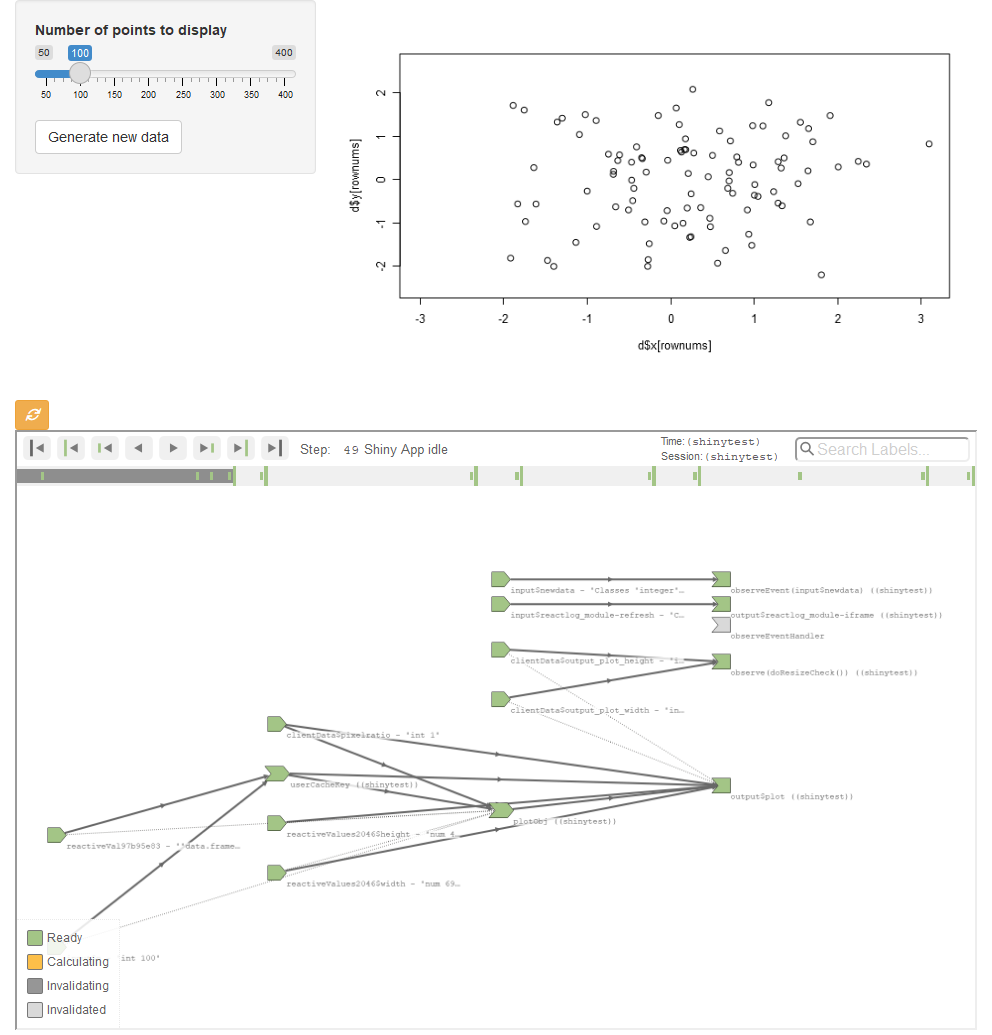 Number of points to display
50 100 400
50 100 150 200 250 300 350 400
Generate new data
d$y[rownums]
2
1
0
-1
-2
-3 -2 -1 0 1 2 3
d$x[rownums]
Step: 49 Shiny App idle
Time: (shinytest)
Session: (shinytest)
Search Labels...
input$newdata - 'Classes 'integer'…
observeEvent(input$newdata) ((shinytest))
input$reactlog_module-refresh - 'C…
output$reactlog_module-iframe ((shinytest))
observeEventHandler
clientData$output_plot_height - 'i…
observe(doResizeCheck()) ((shinytest))
clientData$output_plot_width - 'in…
clientData$pixelratio - 'int 1'
userCacheKey ((shinytest))
output$plot ((shinytest))
plotObj ((shinytest))
reactiveValues2046$height - 'num 4…
reactiveVal97b95e83 - ''data.frame…
reactiveValues2046$width - 'num 69…
int 100'
Ready
Calculating
Invalidating
Invalidated